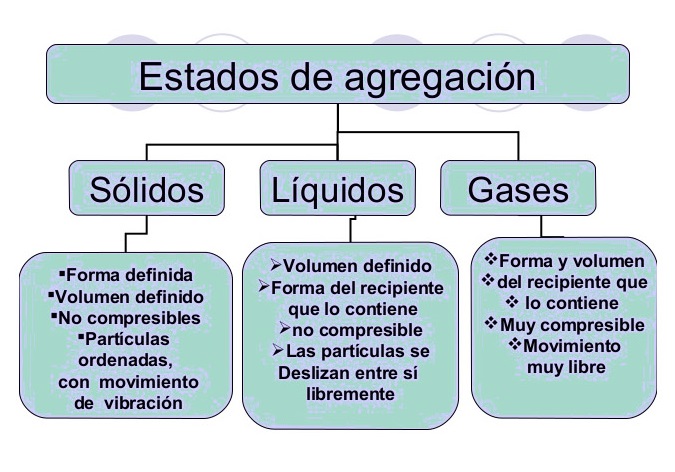 Estados de agregación
Sólidos
Líquidos
Gases
▪Forma definida
▪Volumen definido
▪No compresibles
▪Partículas
ordenadas,
con movimiento
de vibración
➢Volumen definido
➢Forma del recipiente
que lo contiene
➢no compresible
➢Las partículas se
Deslizan entre sí
libremente
❖Forma y volumen
❖del recipiente que
❖ lo contiene
❖Muy compresible
❖Movimiento
muy libre